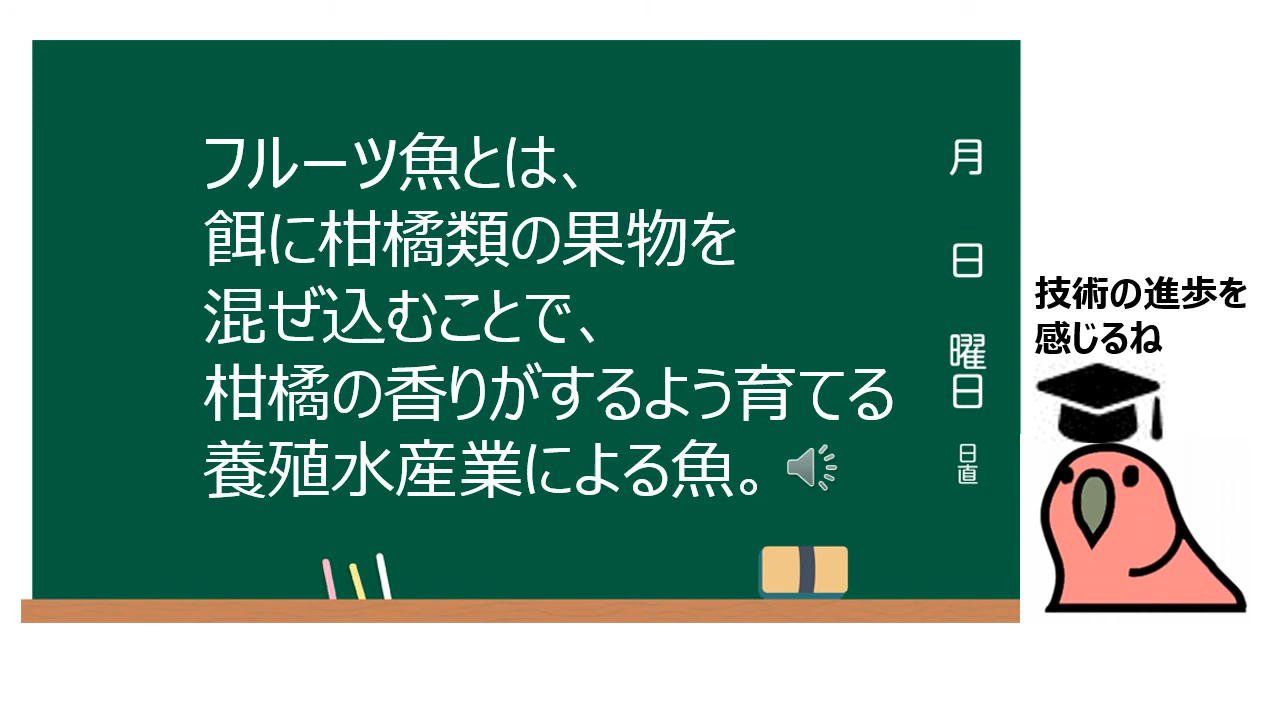 フルーツ魚とは、
餌に柑橘類の果物を
混ぜ込むことで、
柑橘の香りがするよう育てる
養殖水産業による魚。
月
日
曜日
日直
技術の進歩を
感じるね